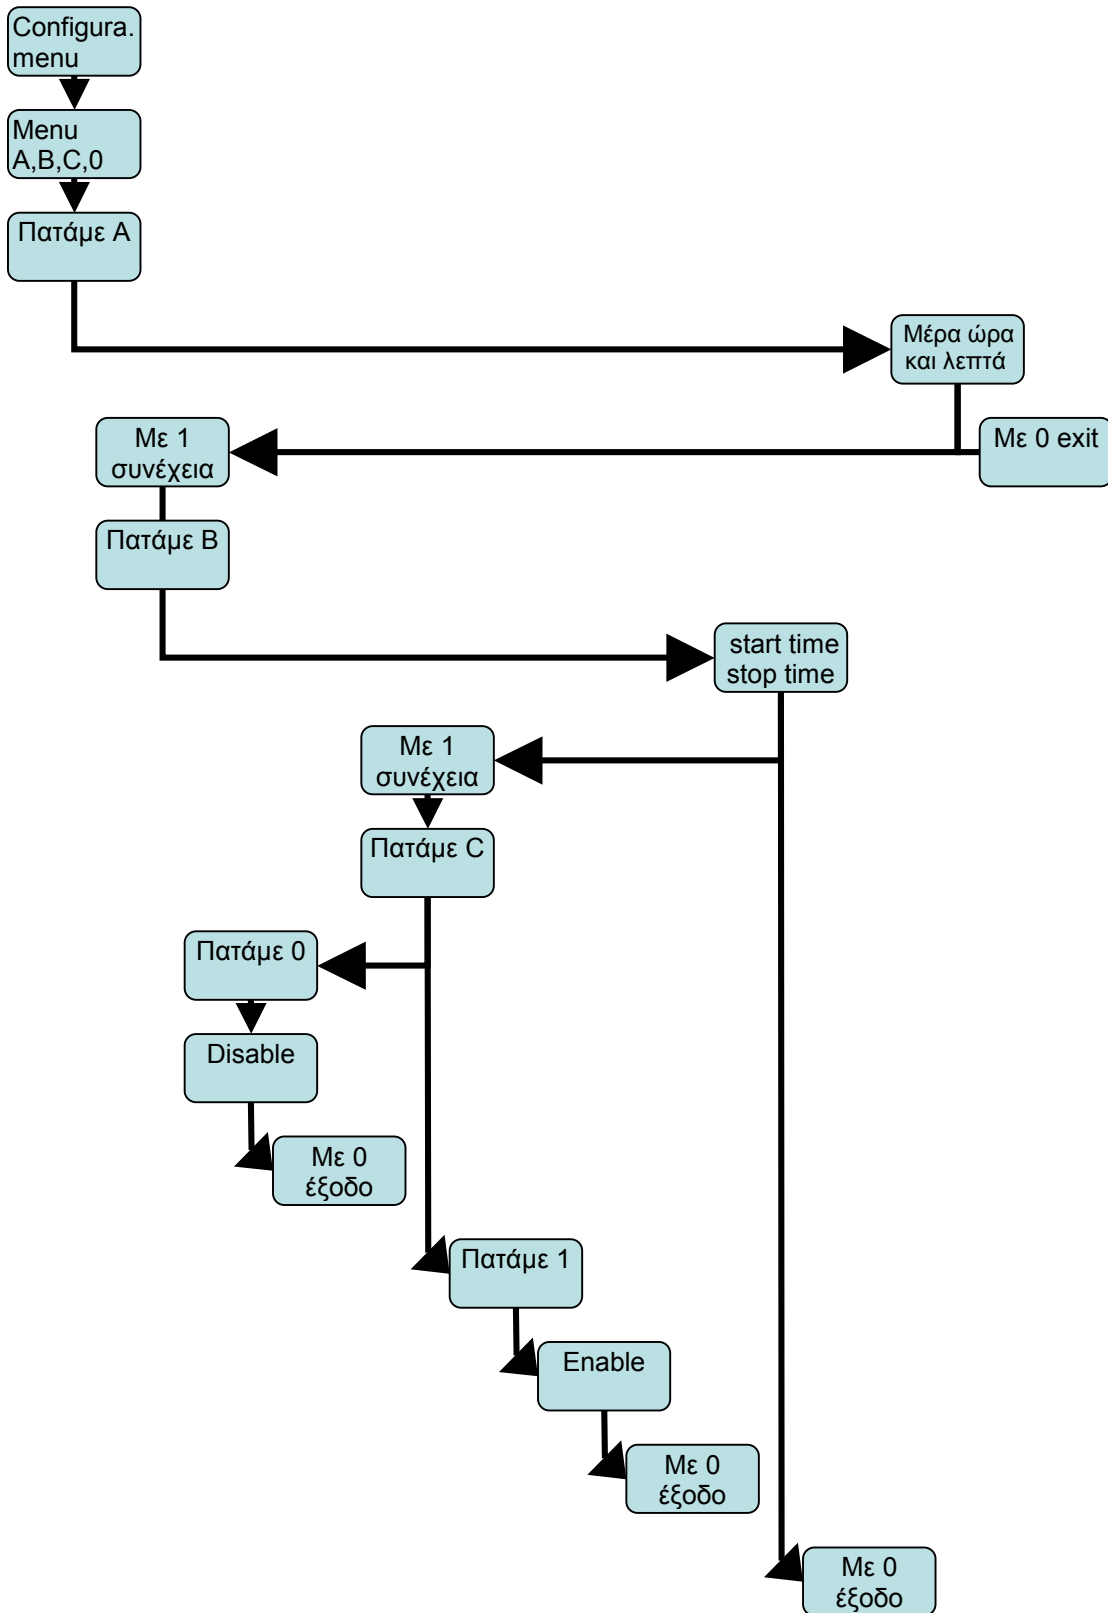 Configura.
menu
Menu
A,B,C,0
Πατάμε A
Μέρα ώρα
και λεπτά
Με 1
συνέχεια
Με 0 exit
Πατάμε B
start time
stop time
Με 1
συνέχεια
Πατάμε C
Πατάμε 0
Disable
Με 0
έξοδο
Πατάμε 1
Enable
Με 0
έξοδο
Με 0
έξοδο